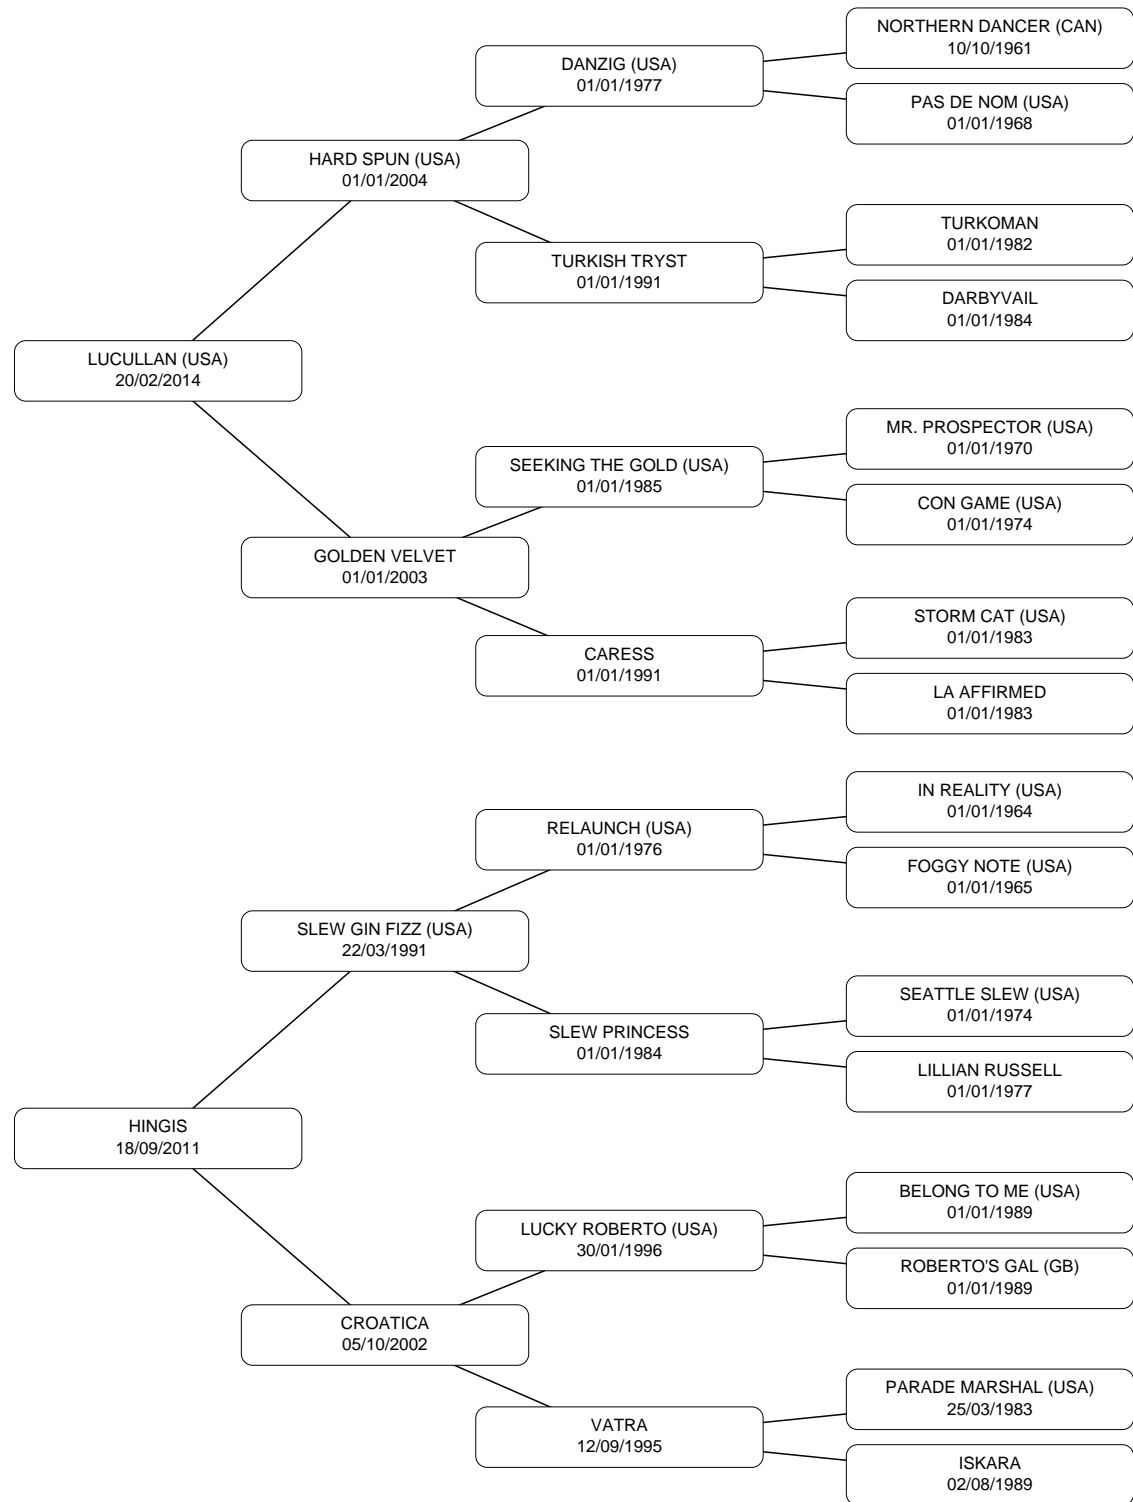 NORTHERN DANCER (CAN)
10/10/1961
DANZIG (USA)
01/01/1977
PAS DE NOM (USA)
01/01/1968
HARD SPUN (USA)
01/01/2004
TURKOMAN
01/01/1982
TURKISH TRYST
01/01/1991
DARBYVAIL
01/01/1984
LUCULLAN (USA)
20/02/2014
MR. PROSPECTOR (USA)
01/01/1970
SEEKING THE GOLD (USA)
01/01/1985
CON GAME (USA)
01/01/1974
GOLDEN VELVET
01/01/2003
STORM CAT (USA)
01/01/1983
CARESS
01/01/1991
LA AFFIRMED
01/01/1983
IN REALITY (USA)
01/01/1964
RELAUNCH (USA)
01/01/1976
FOGGY NOTE (USA)
01/01/1965
SLEW GIN FIZZ (USA)
22/03/1991
SEATTLE SLEW (USA)
01/01/1974
SLEW PRINCESS
01/01/1984
LILLIAN RUSSELL
01/01/1977
HINGIS
18/09/2011
BELONG TO ME (USA)
01/01/1989
LUCKY ROBERTO (USA)
30/01/1996
ROBERTO'S GAL (GB)
01/01/1989
CROATICA
05/10/2002
PARADE MARSHAL (USA)
25/03/1983
VATRA
12/09/1995
ISKARA
02/08/1989